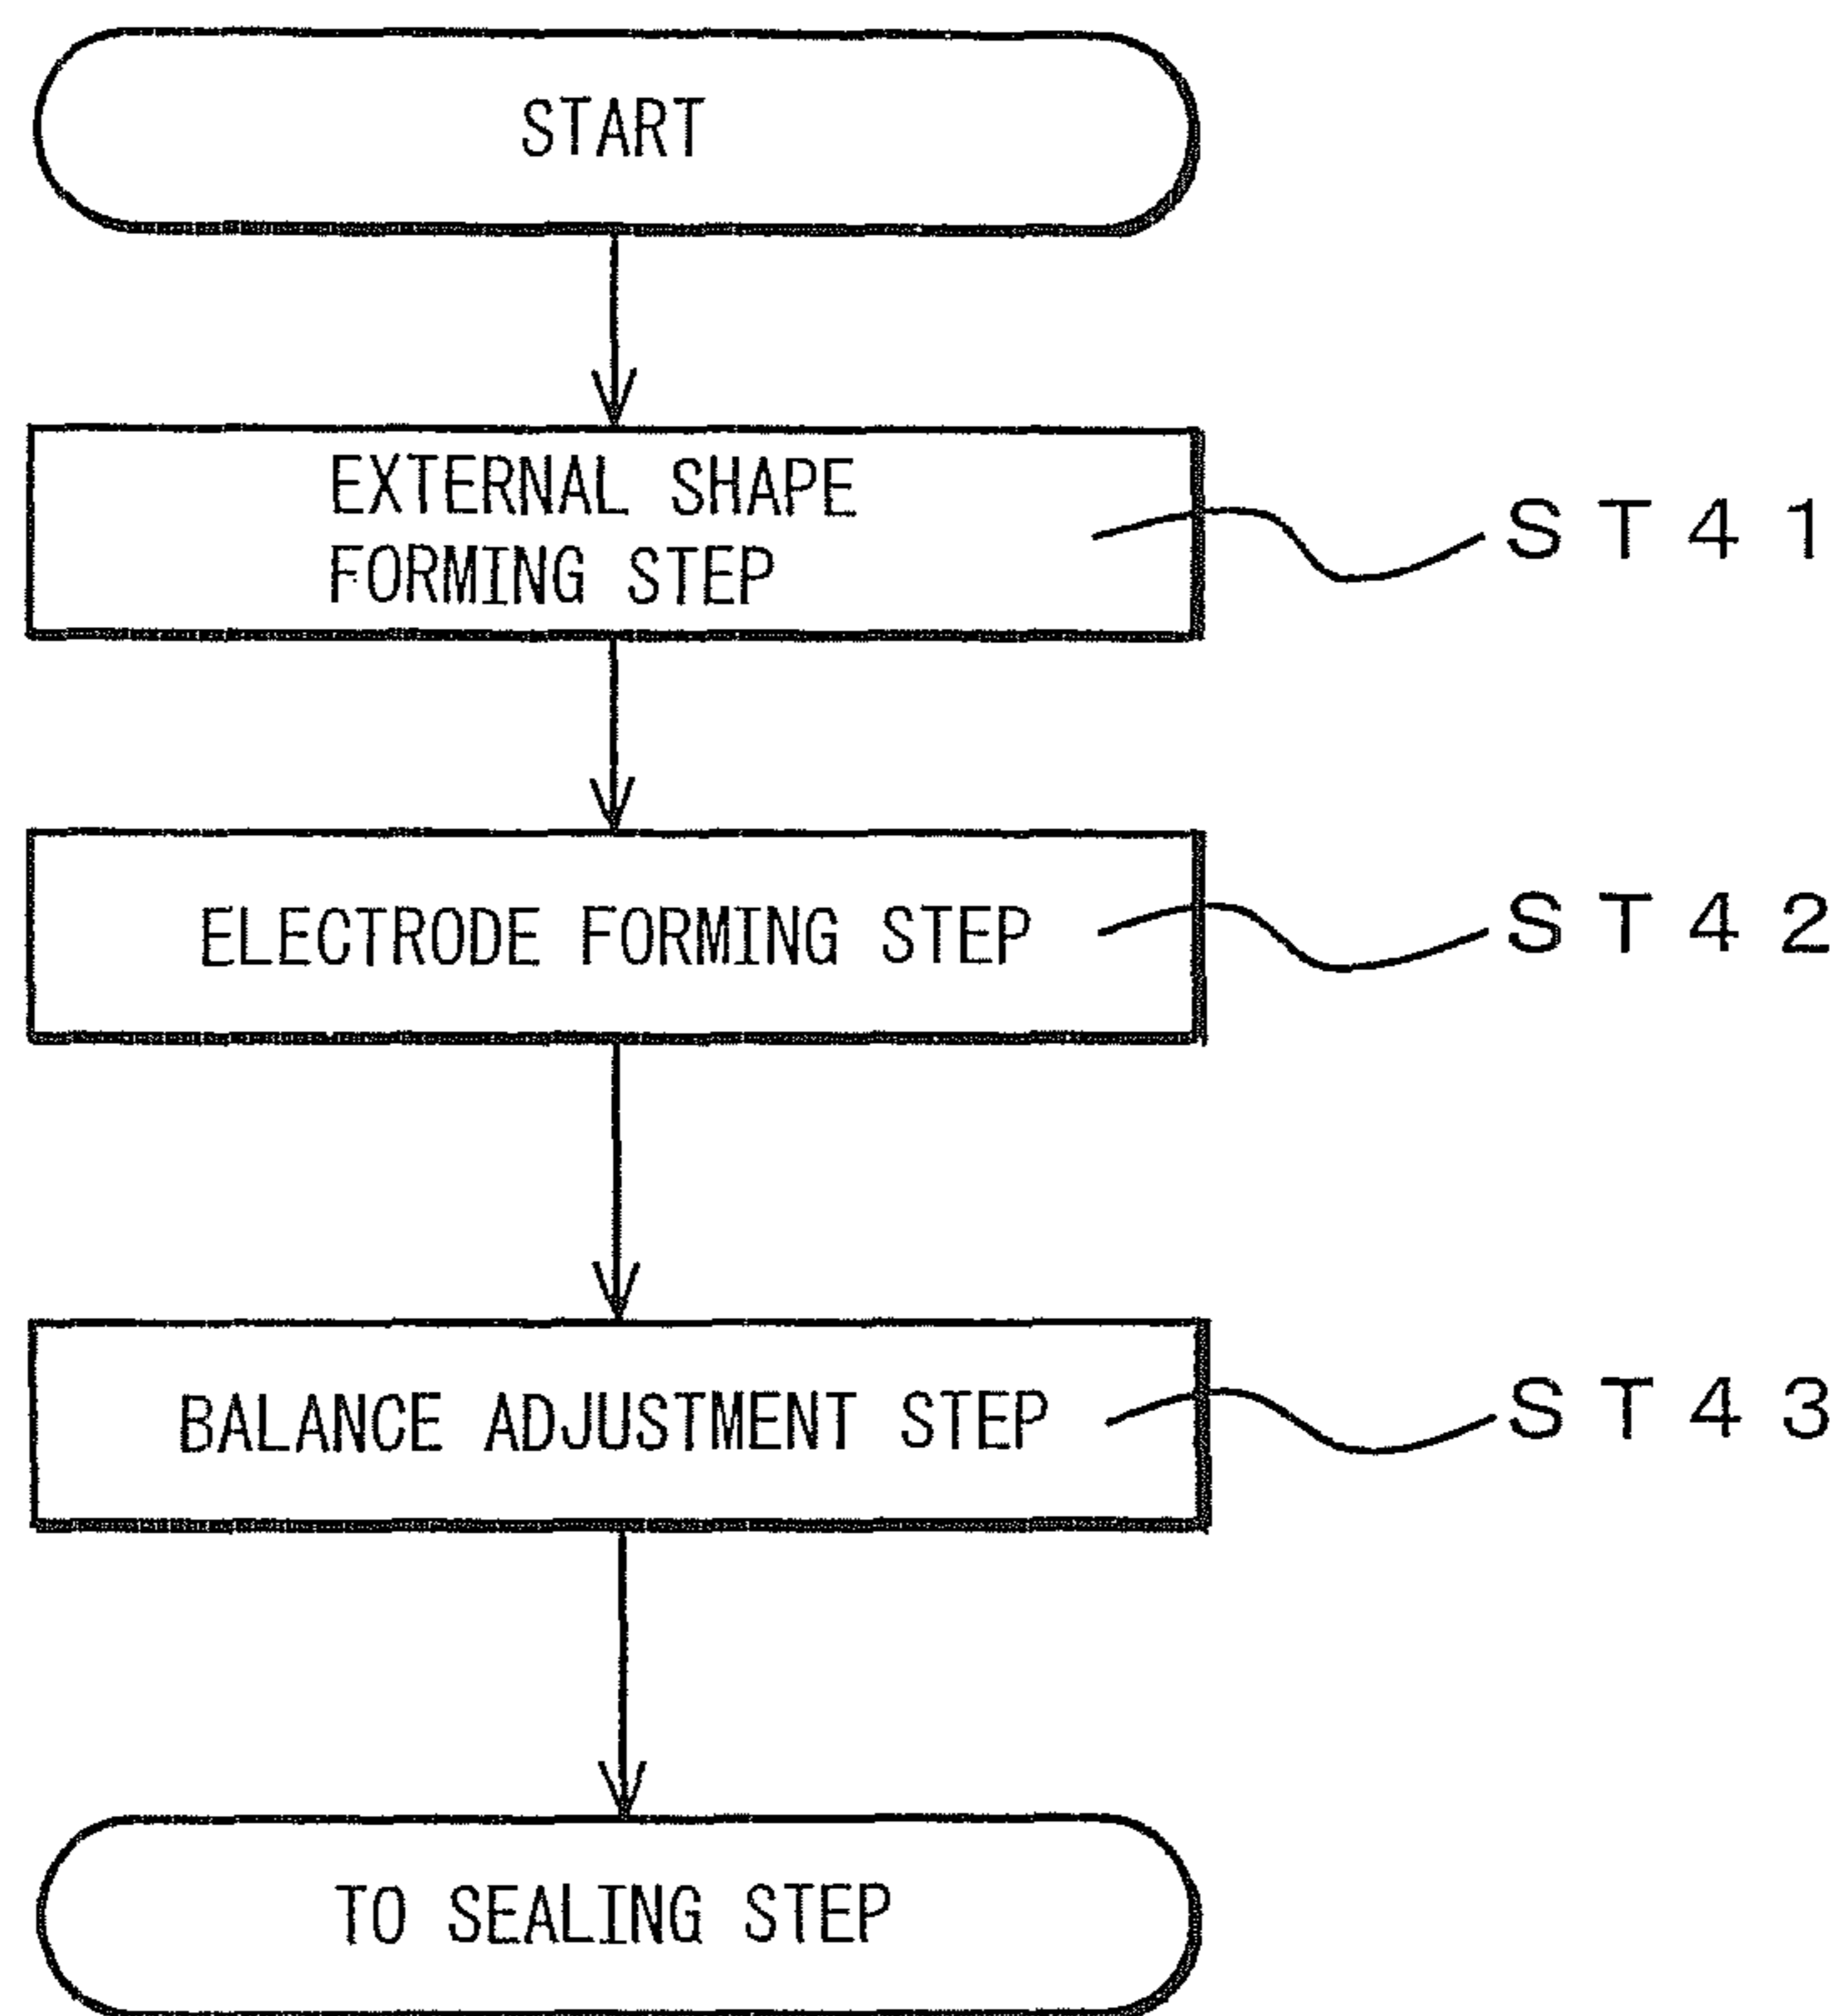 START
EXTERNAL SHAPE
FORMING STEP
ST41
ELECTRODE FORMING STEP
ST42
BALANCE ADJUSTMENT STEP
ST43
TO SEALING STEP